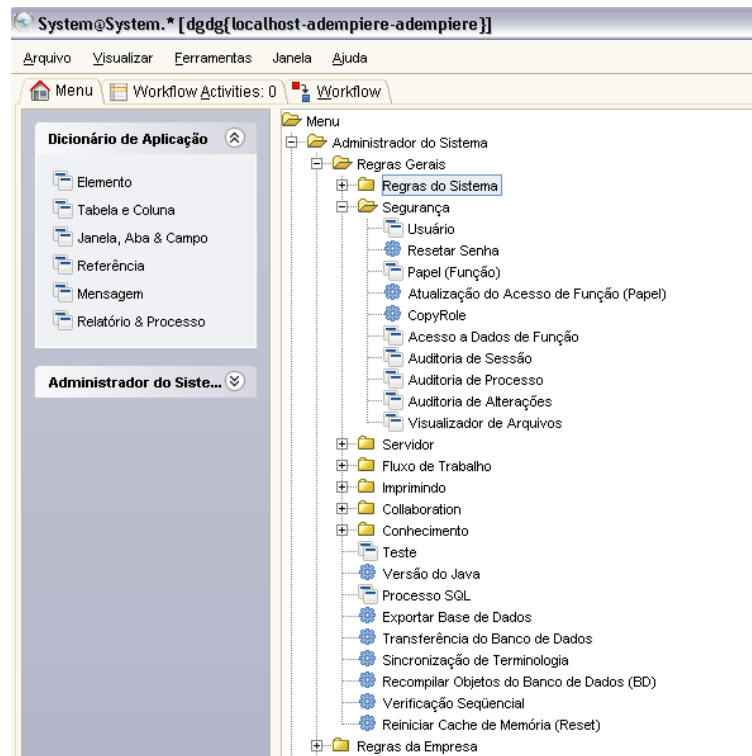 System@System.* [dgdg{localhost-adempiere-adempiere}]
Arquivo Visualizar Ferramentas Janela Ajuda
Menu Workflow Activities: 0 Workflow
Dicionário de Aplicação
Elemento
Tabela e Coluna
Janela, Aba & Campo
Referência
Mensagem
Relatório & Processo
Administrador do Siste...
Menu
Administrador do Sistema
Regras Gerais
Regras do Sistema
Segurança
Usuário
Resetar Senha
Papel (Função)
Atualização do Acesso de Função (Papel)
CopyRole
Acesso a Dados de Função
Auditoria de Sessão
Auditoria de Processo
Auditoria de Alterações
Visualizador de Arquivos
Servidor
Fluxo de Trabalho
Imprimindo
Collaboration
Conhecimento
Teste
Versão do Java
Processo SQL
Exportar Base de Dados
Transferência do Banco de Dados
Sincronização de Terminologia
Recompilar Objetos do Banco de Dados (BD)
Verificação Seqüencial
Reiniciar Cache de Memória (Reset)
Regras da Empresa